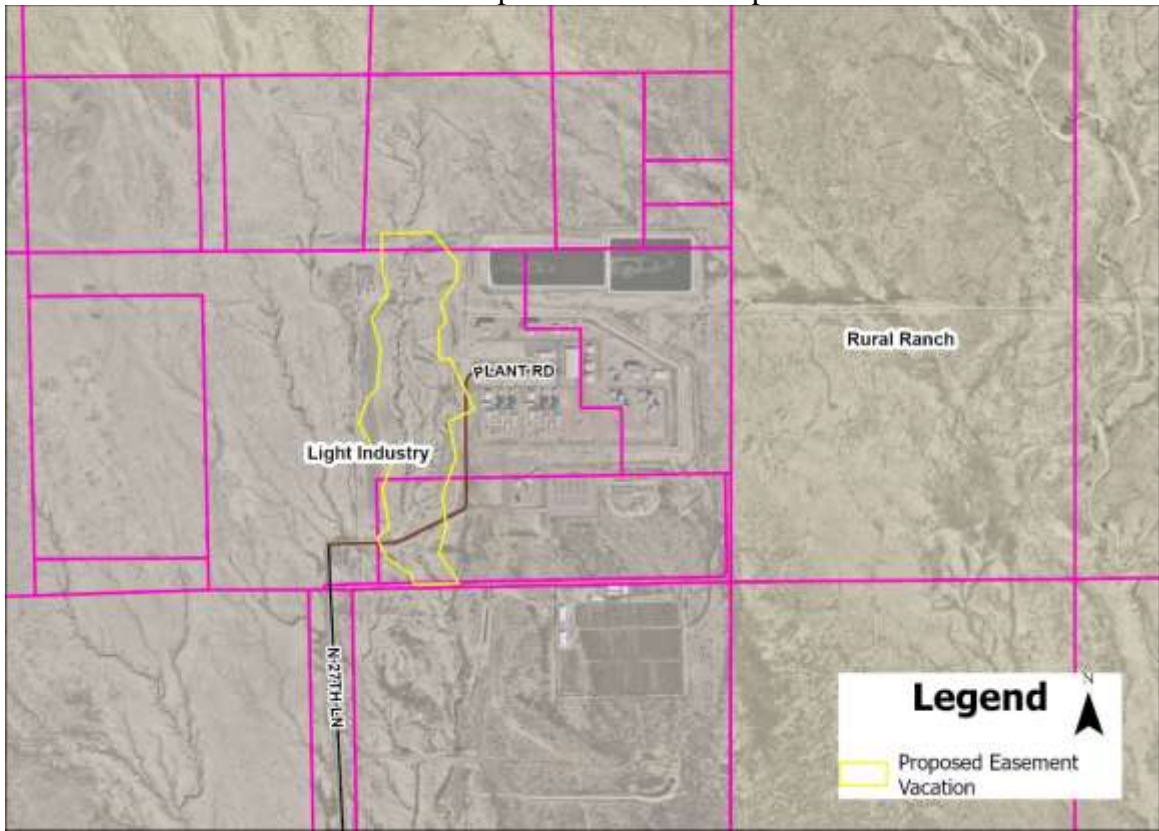 Rural Ranch
PLANT RD
Light Industry
N 27TH LN
Legend
N
Proposed Easement
Vacation